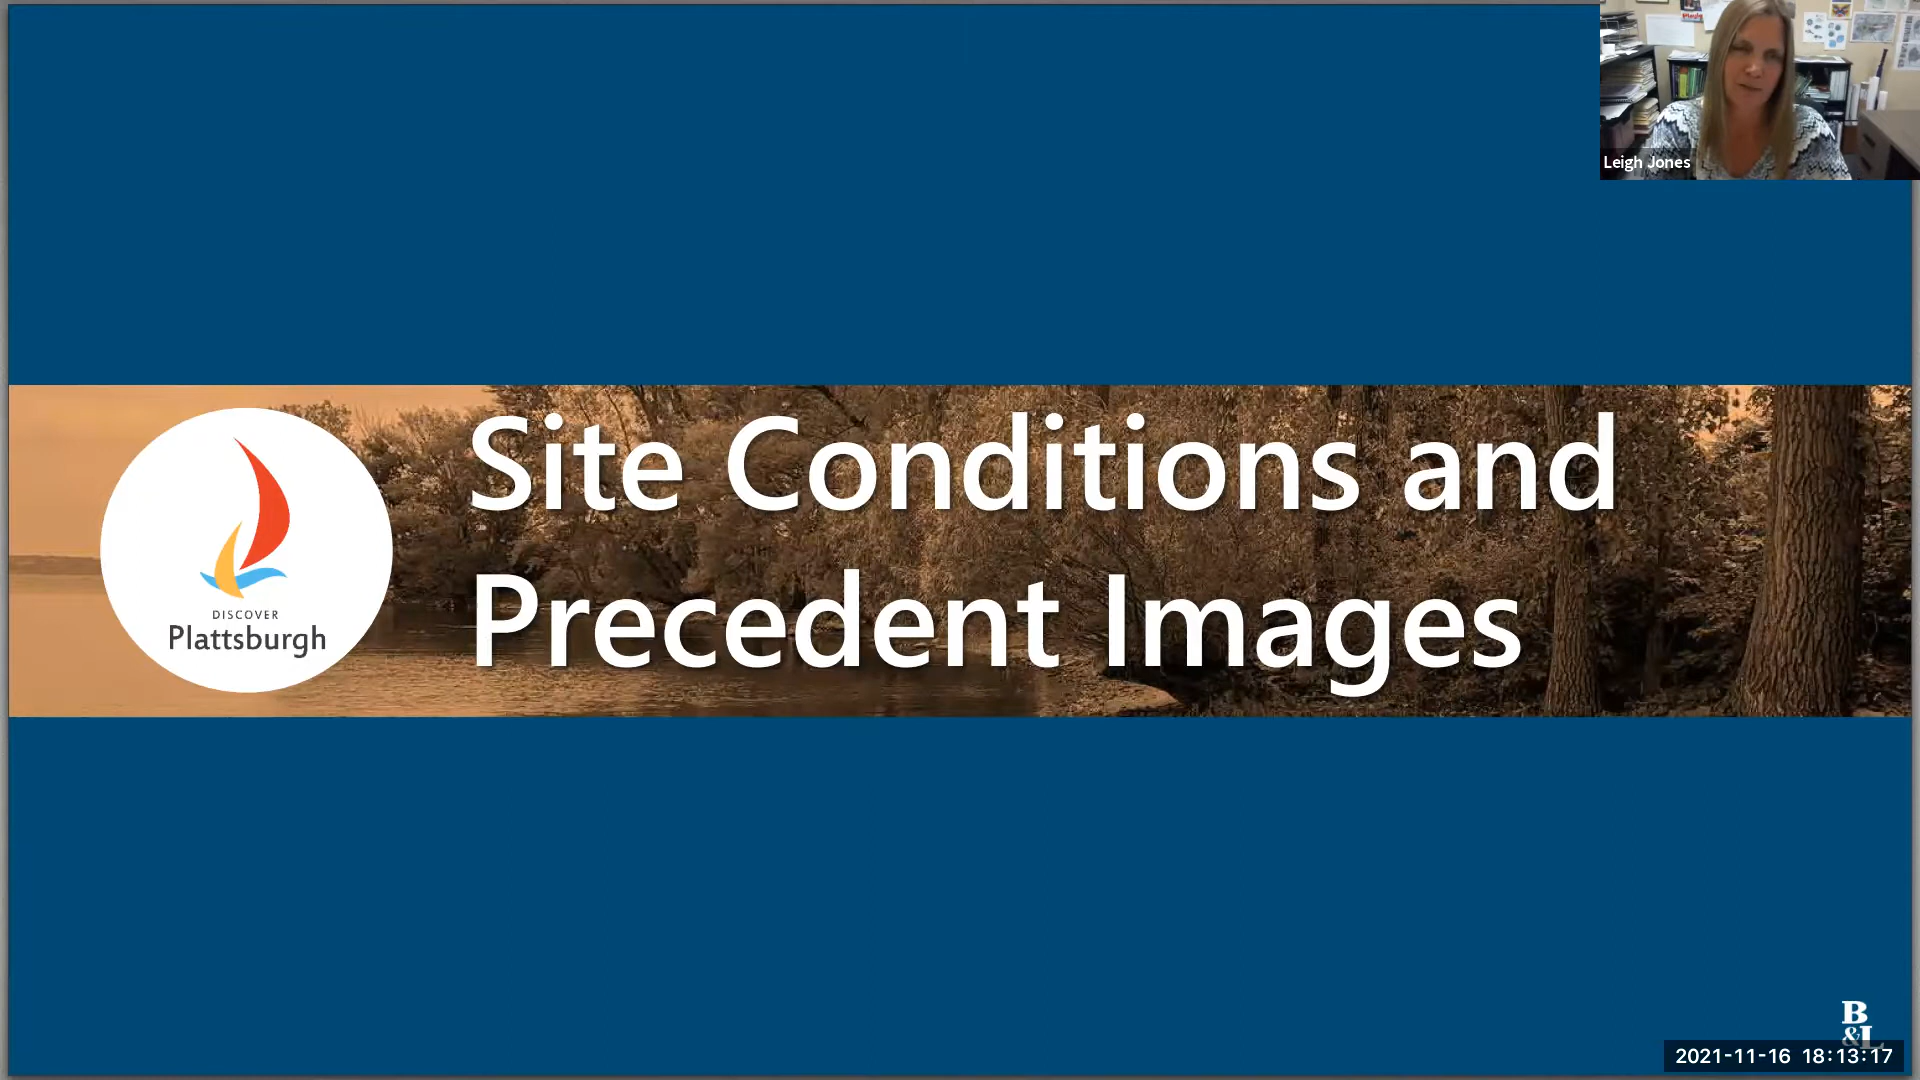 Leigh Jones
Site Conditions and
Precedent Images
DISCOVER
Plattsburgh
B
&L
2021-11-16 18:13:17